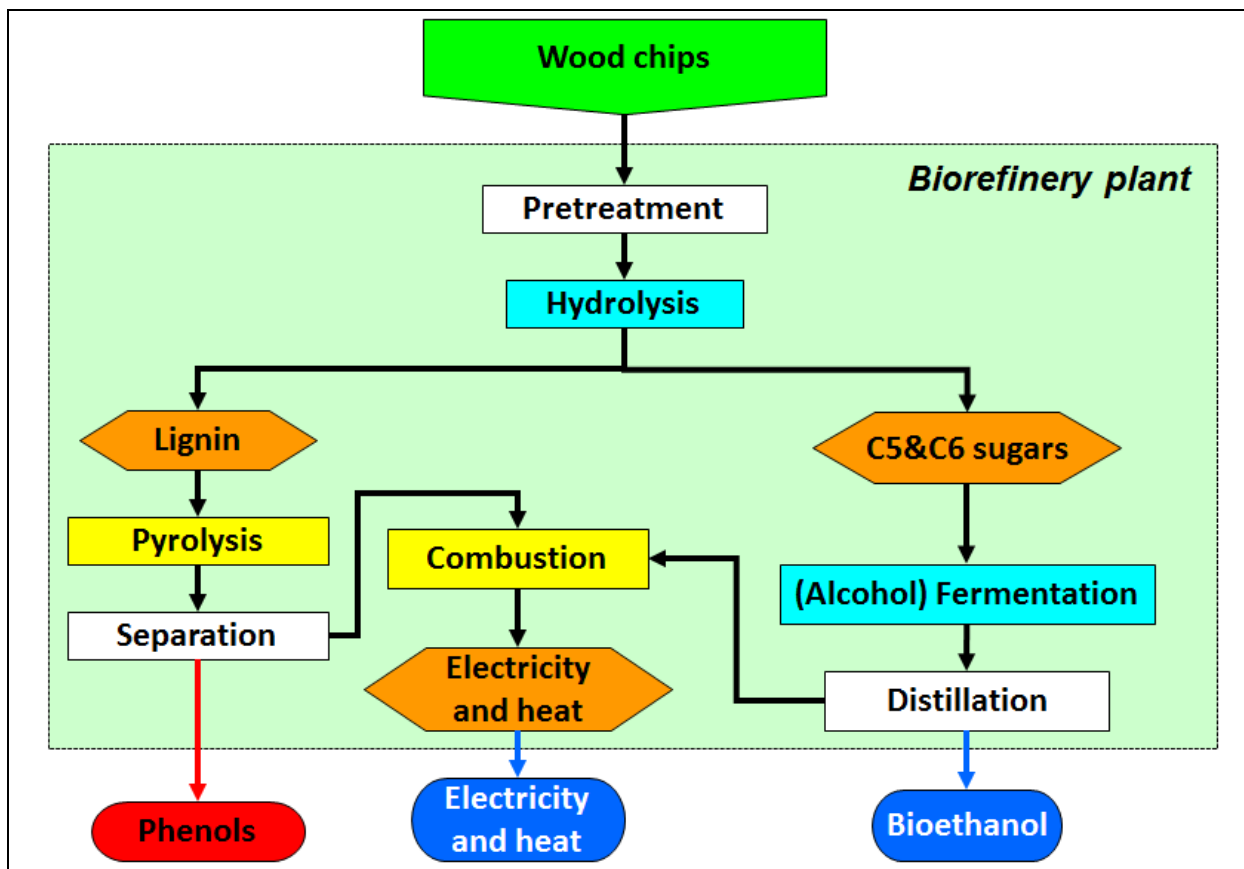 Wood chips
Biorefinery plant
Pretreatment
Hydrolysis
Lignin
C5&C6 sugars
Pyrolysis
Combustion
(Alcohol) Fermentation
Separation
Electricity
and heat
Distillation
Phenols
Electricity
and heat
Bioethanol